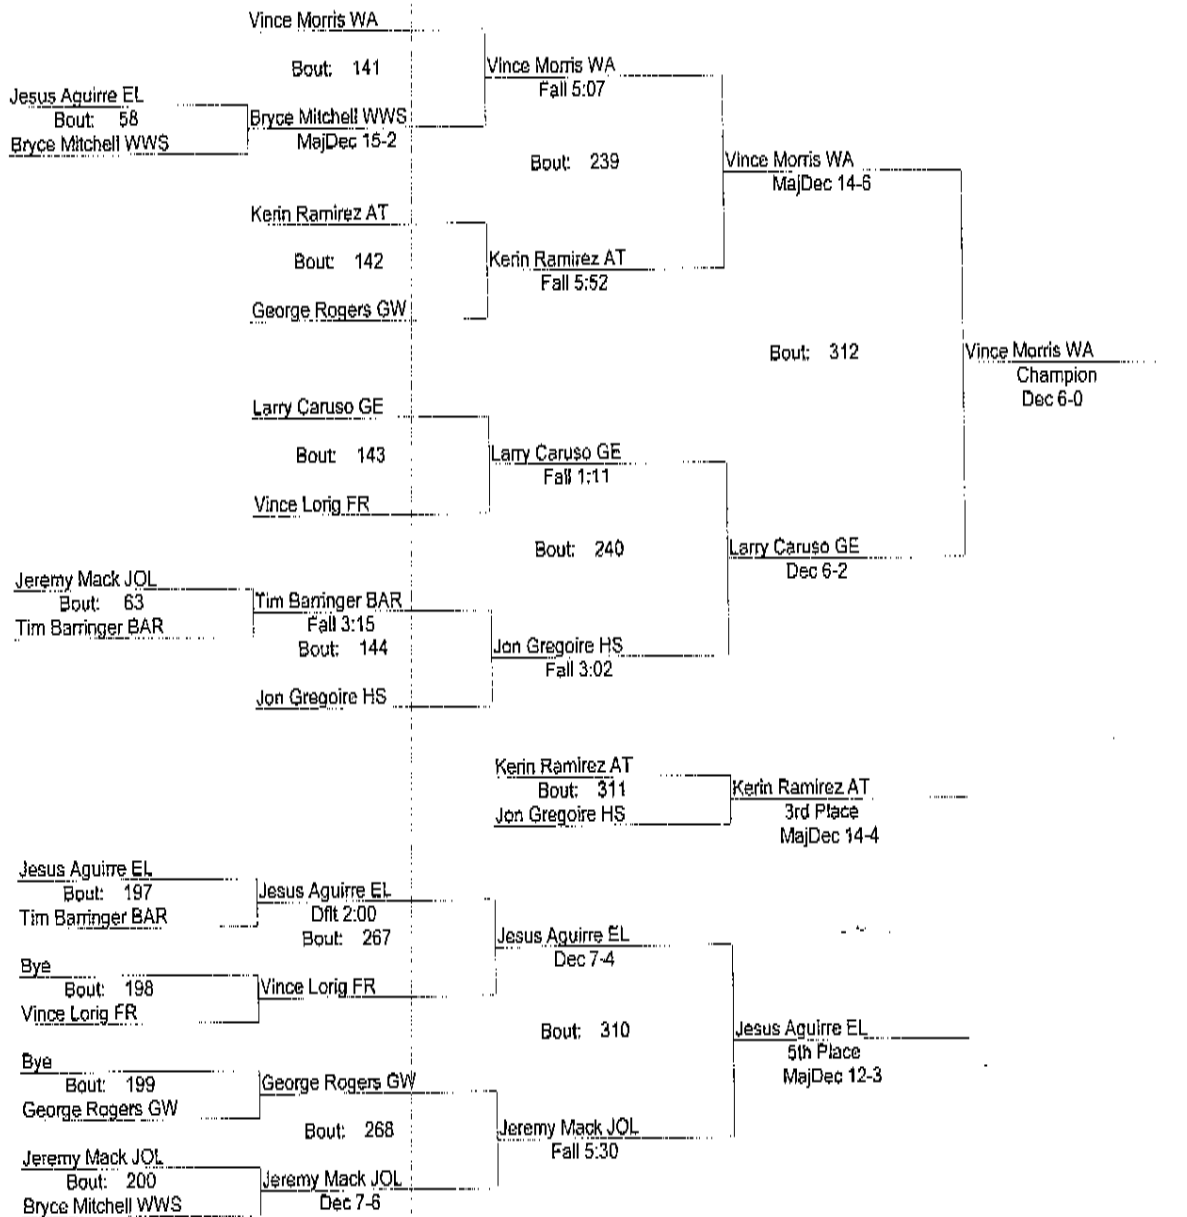 Vince Morris WA
Bout: 141
Vince Morris WA
Fall 5:07
Jesus Aguirre EL
Bout: 58
Bryce Mitchell WWS
Bryce Mitchell WWS
MajDec 15-2
Bout: 239
Vince Morris WA
MajDec 14-6
Kerin Ramirez AT
Bout: 142
Kerin Ramirez AT
Fall 5:52
George Rogers GW
Bout: 312
Vince Morris WA
Champion
Dec 6-0
Larry Caruso GE
Bout: 143
Larry Caruso GE
Fall 1:11
Vince Lorig FR
Bout: 240
Larry Caruso GE
Dec 6-2
Jeremy Mack JOL
Bout: 63
Tim Barringer BAR
Tim Barringer BAR
Fall 3:15
Bout: 144
Jon Gregoire HS
Fall 3:02
Jon Gregoire HS
Kerin Ramirez AT
Bout: 311
Jon Gregoire HS
Kerin Ramirez AT
3rd Place
MajDec 14-4
Jesus Aguirre EL
Bout: 197
Tim Barringer BAR
Jesus Aguirre EL
Dflt 2:00
Bout: 267
Jesus Aguirre EL
Dec 7-4
Bye
Bout: 198
Vince Lorig FR
Vince Lorig FR
Bout: 310
Jesus Aguirre EL
5th Place
MajDec 12-3
Bye
Bout: 199
George Rogers GW
George Rogers GW
Bout: 268
Jeremy Mack JOL
Fall 5:30
Jeremy Mack JOL
Bout: 200
Bryce Mitchell WWS
Jeremy Mack JOL
Dec 7-6